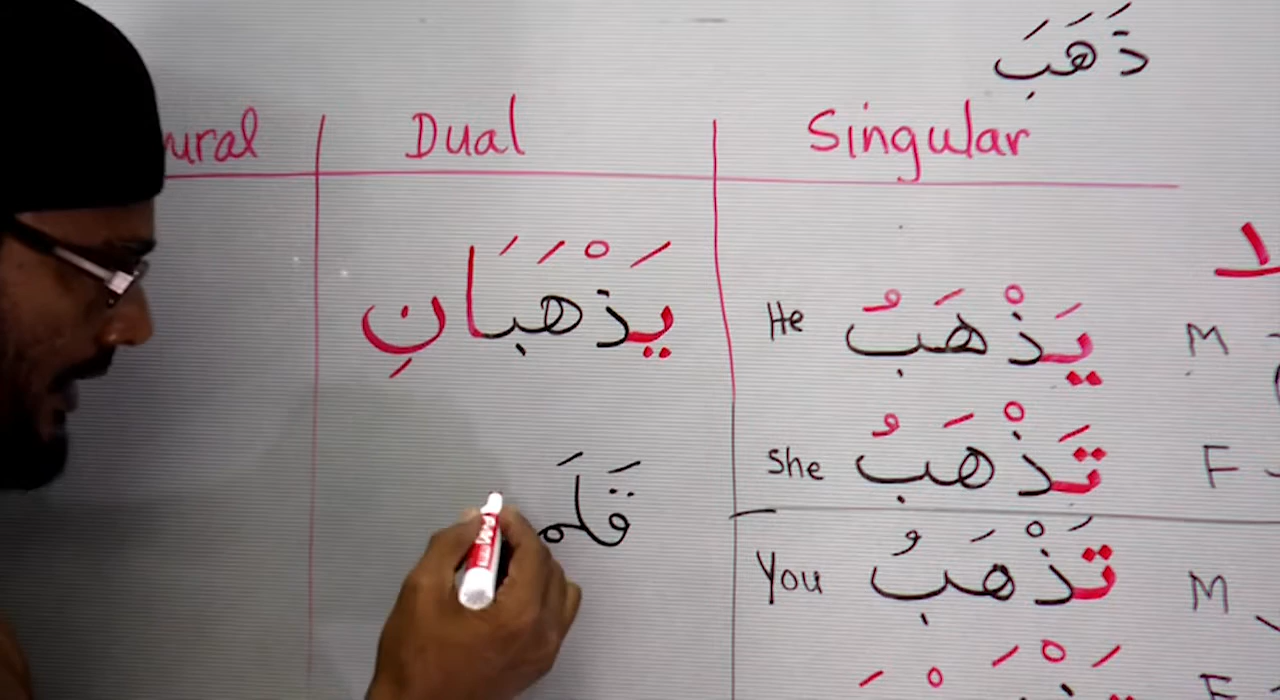 ذَهَبَ
Singular Dual ural
يَذْهَبَانِ He يَذْهَبُ M
She تَذْهَبُ F
قَلَم
You تَذْهَبُ M
F